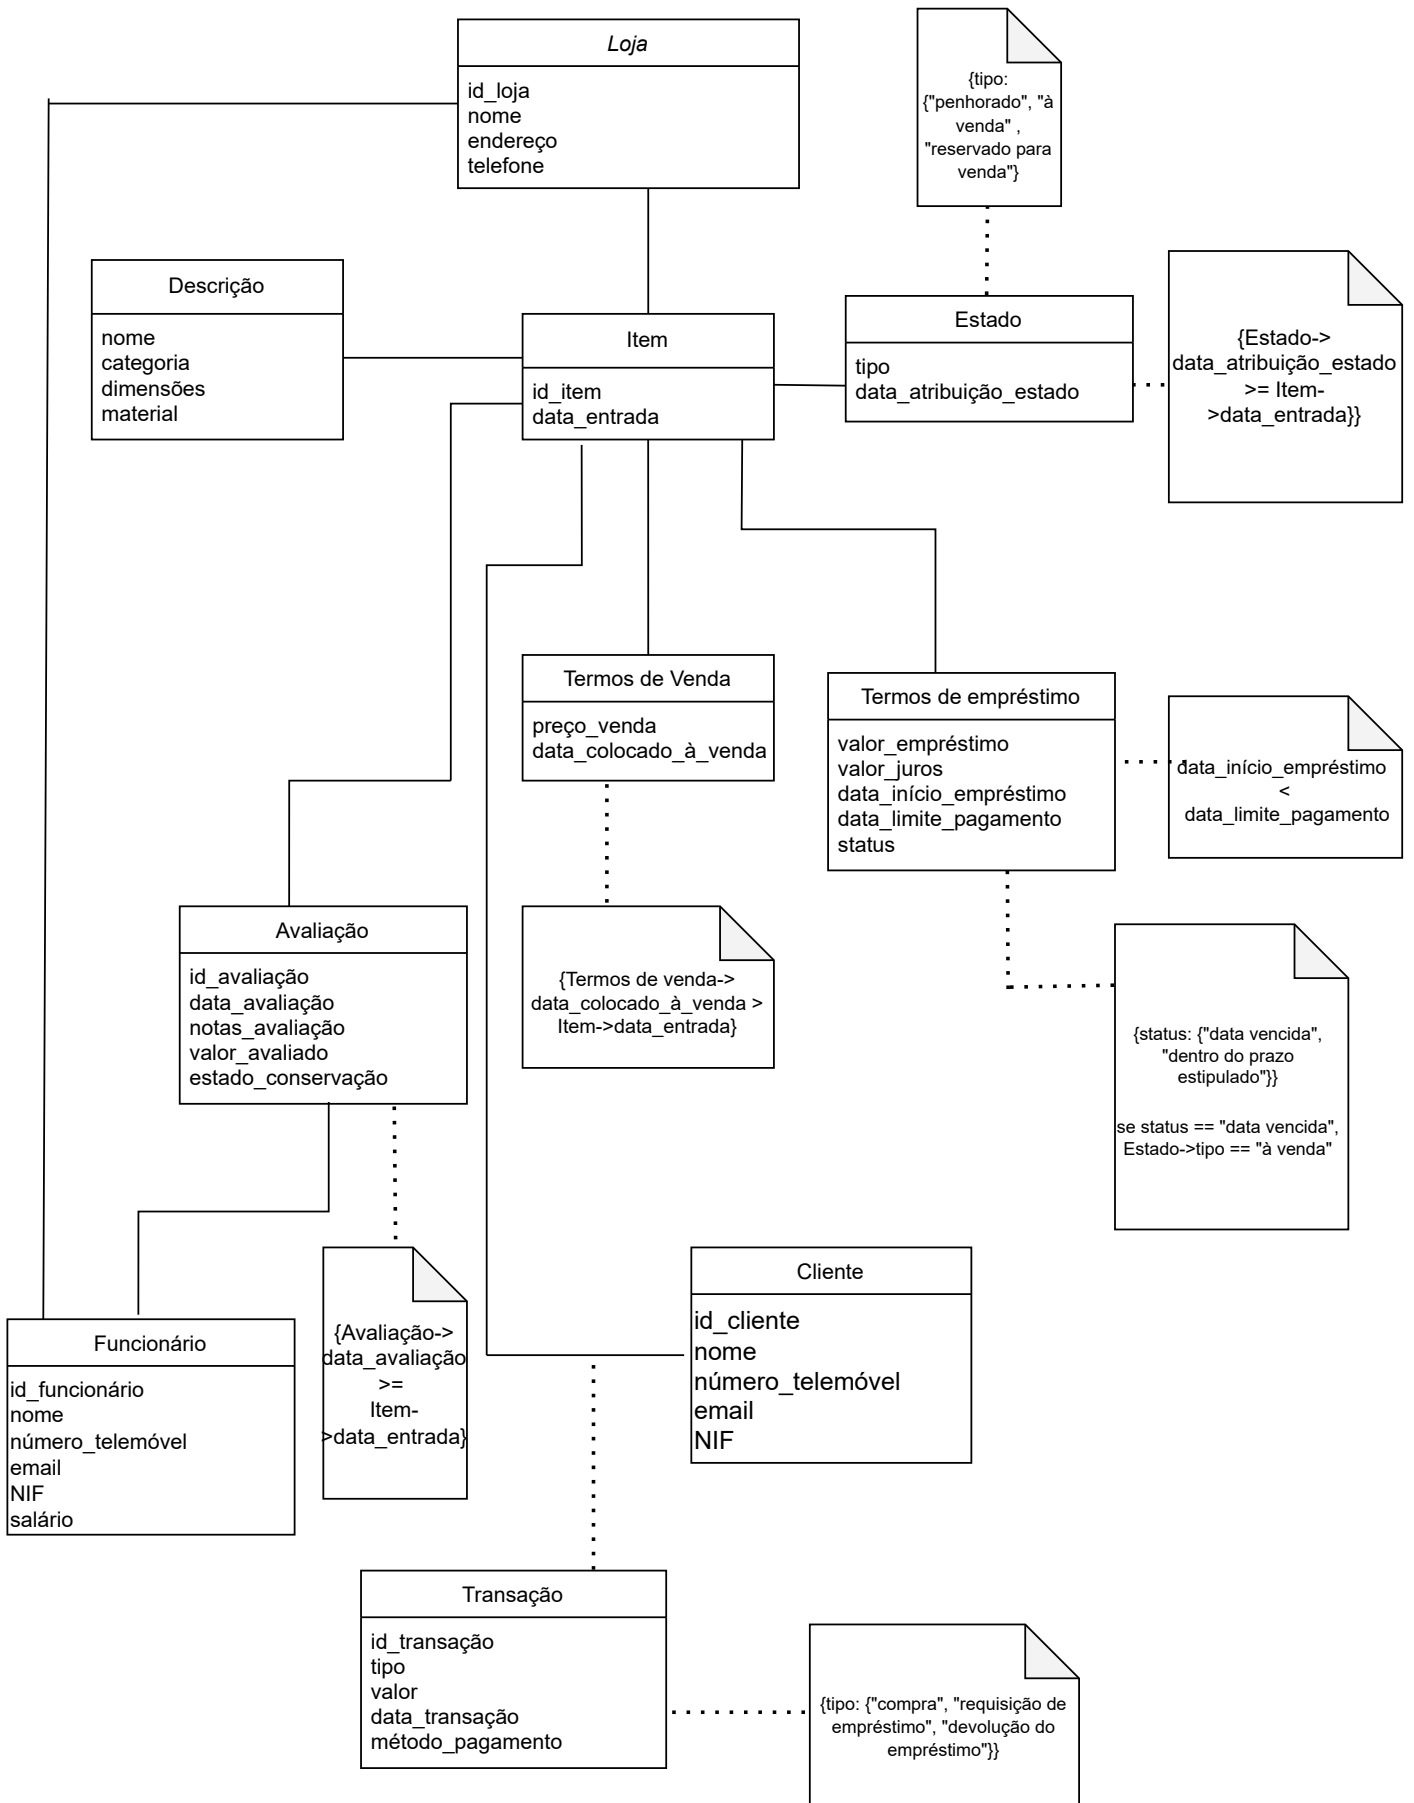 Loja
id_loja
nome
endereço
telefone
{tipo:
{"penhorado", "à
venda" ,
"reservado para
venda"}
Descrição
nome
categoria
dimensões
material
Item
id_item
data_entrada
Estado
tipo
data_atribuição_estado
{Estado->
data_atribuição_estado
>= Item-
>data_entrada}}
Termos de Venda
preço_venda
data_colocado_à_venda
Termos de empréstimo
valor_empréstimo
valor_juros
data_início_empréstimo
data_limite_pagamento
status
data_início_empréstimo
<
data_limite_pagamento
Avaliação
id_avaliação
data_avaliação
notas_avaliação
valor_avaliado
estado_conservação
{Termos de venda->
data_colocado_à_venda >
Item->data_entrada}
{status: {"data vencida",
"dentro do prazo
estipulado"}}
se status == "data vencida",
Estado->tipo == "à venda"
Funcionário
id_funcionário
nome
número_telemóvel
email
NIF
salário
{Avaliação->
data_avaliação
>=
Item-
>data_entrada}
Cliente
id_cliente
nome
número_telemóvel
email
NIF
Transação
id_transação
tipo
valor
data_transação
método_pagamento
{tipo: {"compra", "requisição de
empréstimo", "devolução do
empréstimo"}}